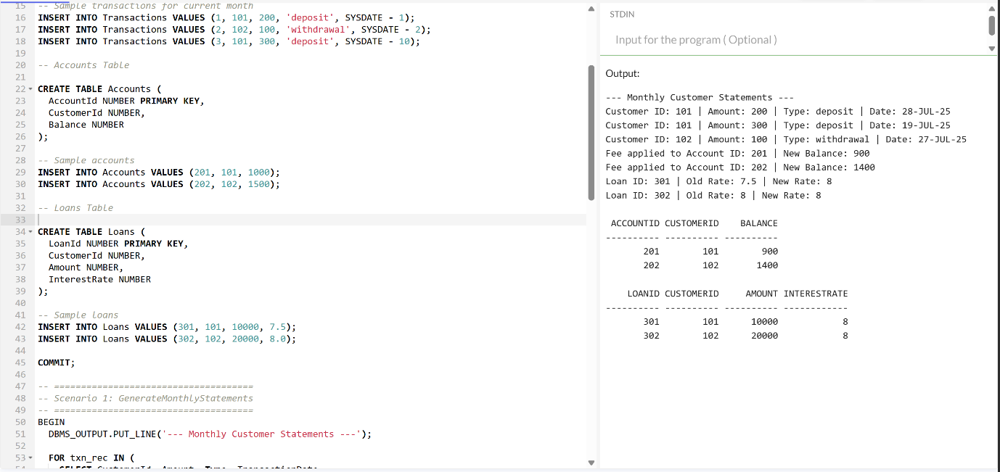 15 -- Sample transactions for current month
16 INSERT INTO Transactions VALUES (1, 101, 200, 'deposit', SYSDATE - 1);
17 INSERT INTO Transactions VALUES (2, 102, 100, 'withdrawal', SYSDATE - 2);
18 INSERT INTO Transactions VALUES (3, 101, 300, 'deposit', SYSDATE - 10);
19
20 -- Accounts Table
21
22 CREATE TABLE Accounts (
23 AccountId NUMBER PRIMARY KEY,
24 CustomerId NUMBER,
25 Balance NUMBER
26 );
27
28 -- Sample accounts
29 INSERT INTO Accounts VALUES (201, 101, 1000);
30 INSERT INTO Accounts VALUES (202, 102, 1500);
31
32 -- Loans Table
33
34 CREATE TABLE Loans (
35 LoanId NUMBER PRIMARY KEY,
36 CustomerId NUMBER,
37 Amount NUMBER,
38 InterestRate NUMBER
39 );
40
41 -- Sample loans
42 INSERT INTO Loans VALUES (301, 101, 10000, 7.5);
43 INSERT INTO Loans VALUES (302, 102, 20000, 8.0);
44
45 COMMIT;
46
47 -- =====================================
48 -- Scenario 1: GenerateMonthlyStatements
49 -- =====================================
50 BEGIN
51 DBMS_OUTPUT.PUT_LINE('--- Monthly Customer Statements ---');
52
53 FOR txn_rec IN (
54 SELECT CustomerId, Amount, Type, TransactionDate
STDIN
Input for the program ( Optional )
Output:
--- Monthly Customer Statements ---
Customer ID: 101 | Amount: 200 | Type: deposit | Date: 28-JUL-25
Customer ID: 101 | Amount: 300 | Type: deposit | Date: 19-JUL-25
Customer ID: 102 | Amount: 100 | Type: withdrawal | Date: 27-JUL-25
Fee applied to Account ID: 201 | New Balance: 900
Fee applied to Account ID: 202 | New Balance: 1400
Loan ID: 301 | Old Rate: 7.5 | New Rate: 8
Loan ID: 302 | Old Rate: 8 | New Rate: 8
ACCOUNTID CUSTOMERID BALANCE
---------- ---------- ----------
201 101 900
202 102 1400
LOANID CUSTOMERID AMOUNT INTERESTRATE
---------- ---------- ---------- ------------
301 101 10000 8
302 102 20000 8